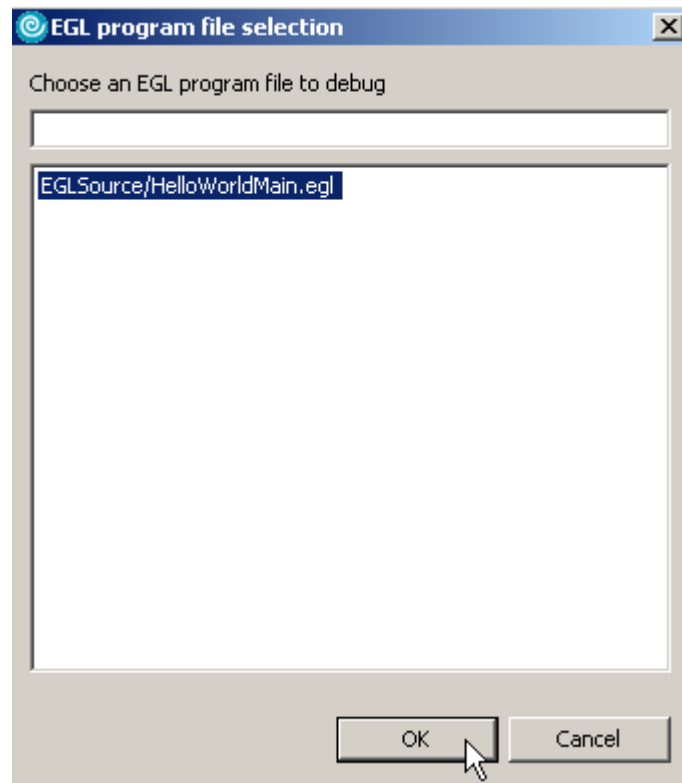 EGL program file selection
Choose an EGL program file to debug
EGLSource/HelloWorldMain.egl
OK
Cancel